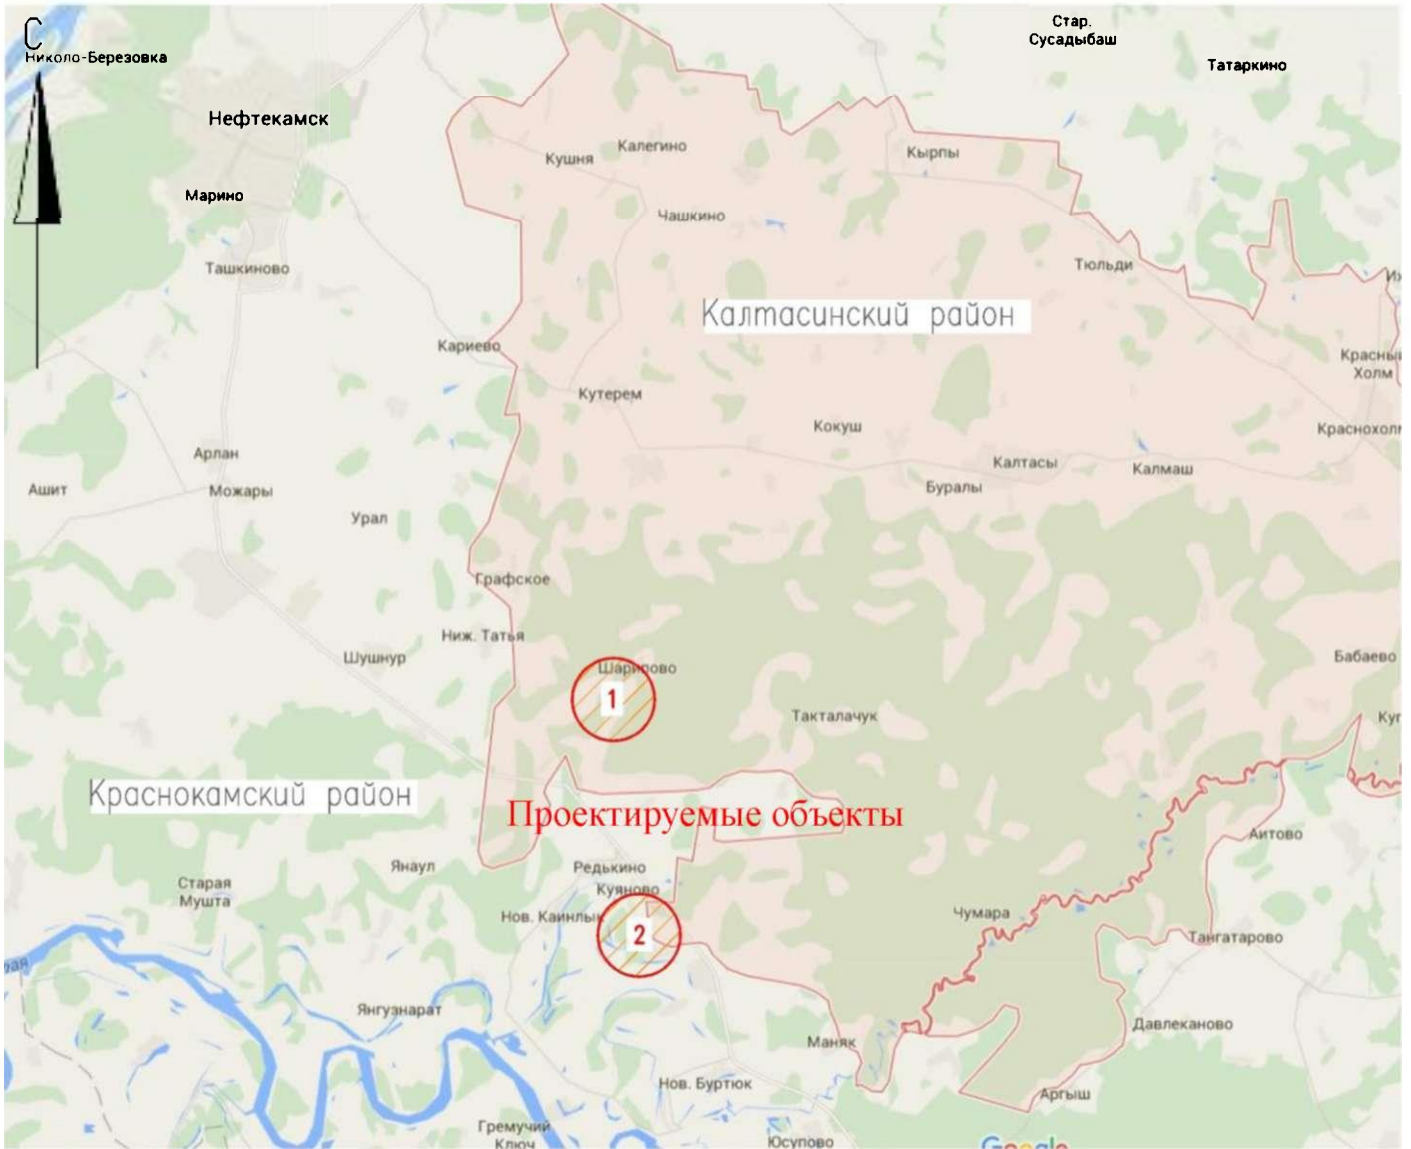 С
Стар.
Сусадыбаш
Николо-Березовка
Татаркино
Нефтекамск
Калегино
Кушня
Кырпы
Марино
Чашкино
Ташкиново
Тюльди
Калтасинский район
Кариево
Красны
Холм
Кутерем
Кокуш
Краснохолм
Арлан
Калтасы
Калмаш
Ашит
Можары
Буралы
Урал
Графское
Ниж. Татья
Шушнур
Шарипово
Бабаево
1
Такталачук
Краснокамский район
Проектируемые объекты
Аитово
Янаул
Редькино
Старая
Мушта
Куяново
Нов. Каинлык
Чумара
2
Тангатарово
Янгузнарат
Давлеканово
Маняк
Нов. Буртюк
Аргыш
Гремучий
Ключ
Юсупово
Google